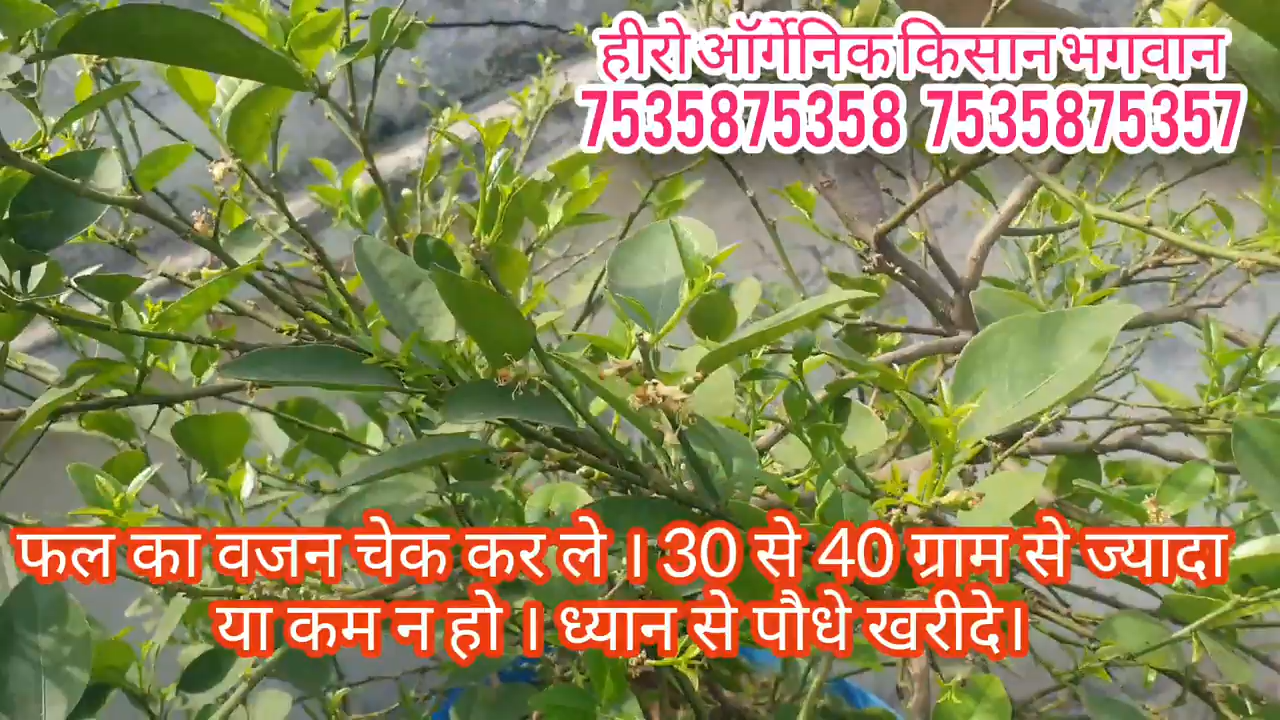 हीरो ऑर्गेनिक किसान भगवान
7535875358 7535875357
फल का वजन चेक कर ले । 30 से 40 ग्राम से ज्यादा
या कम न हो । ध्यान से पौधे खरीदे।